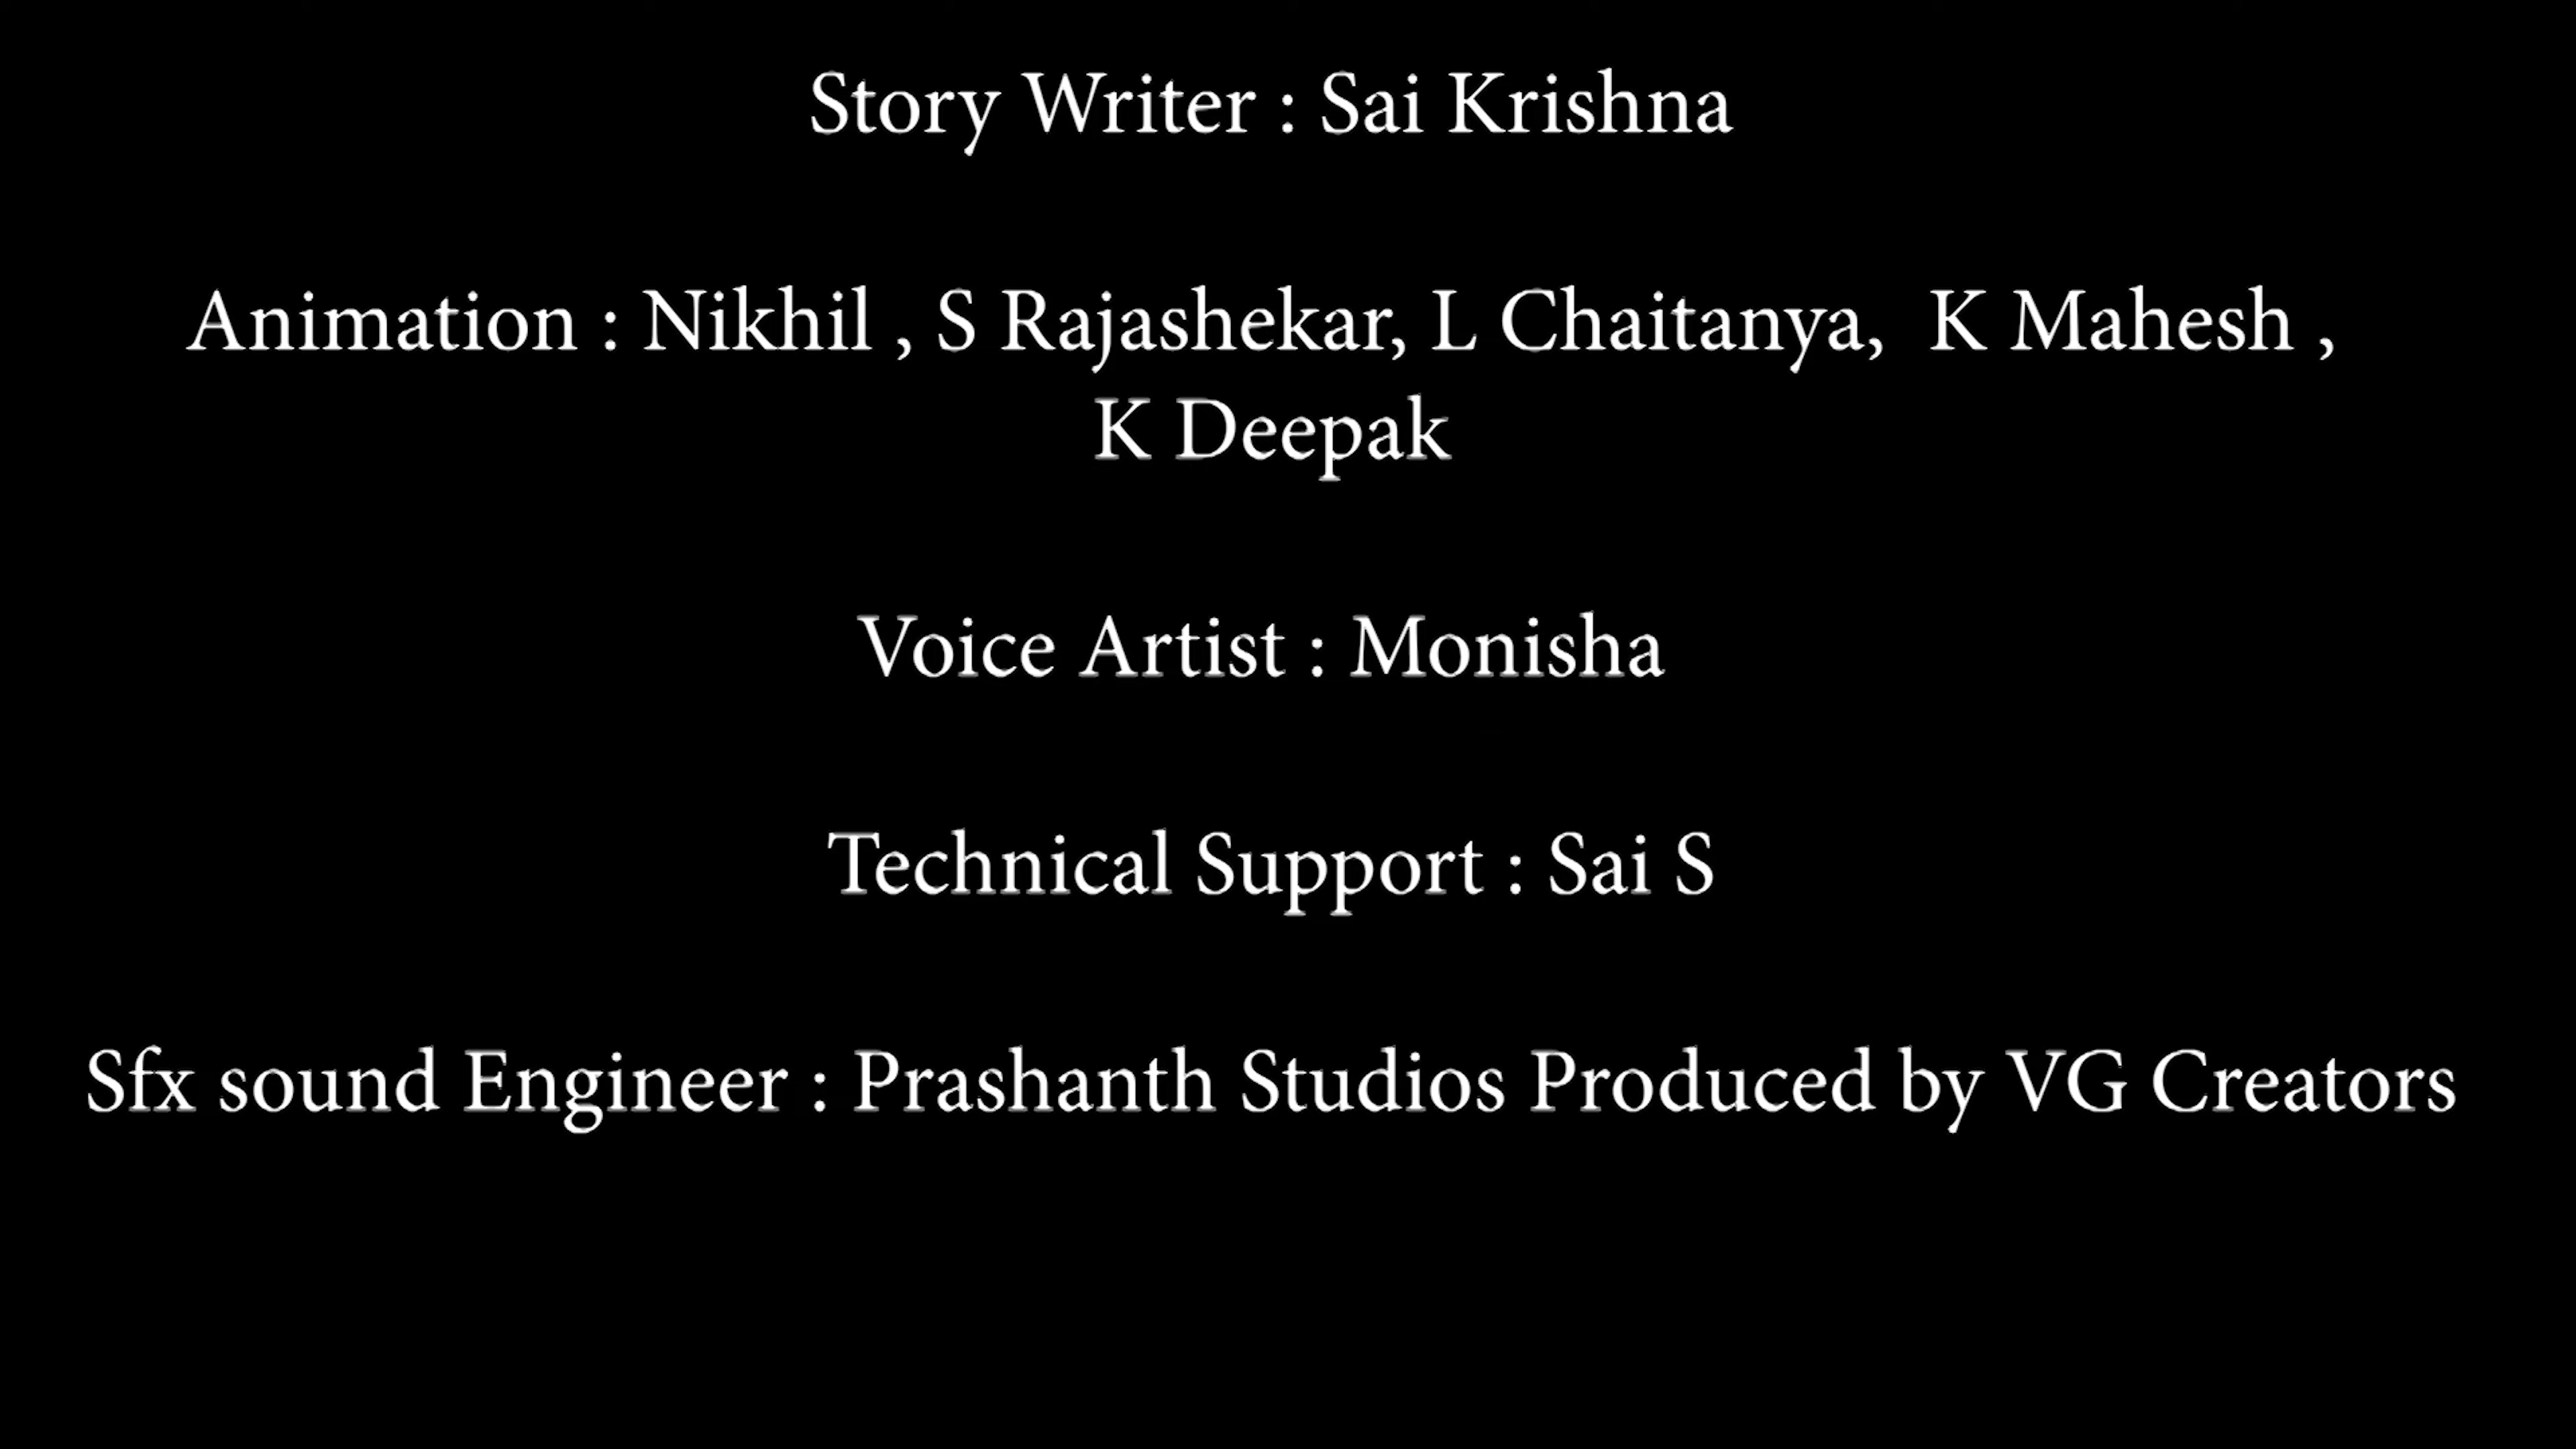 Story Writer : Sai Krishna
Animation : Nikhil , S Rajashekar, L Chaitanya,  K Mahesh ,
K Deepak
Voice Artist : Monisha
Technical Support : Sai S
Sfx sound Engineer : Prashanth Studios Produced by VG Creators